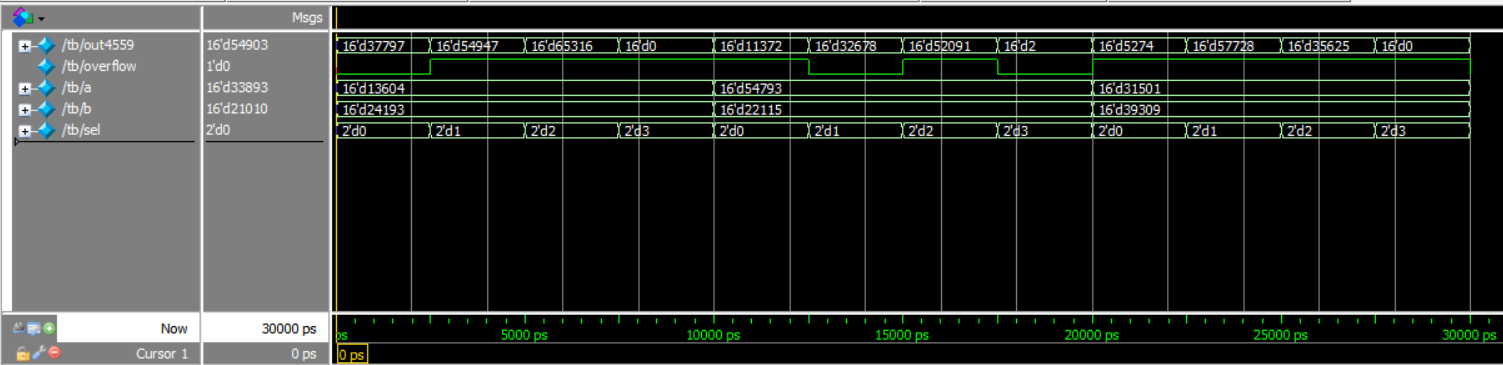 Msgs
/tb/out4559 16'd54903 16'd37797 16'd54947 16'd65316 16'd0 16'd11372 16'd32678 16'd52091 16'd2 16'd5274 16'd57728 16'd35625 16'd0
/tb/overflow 1'd0
/tb/a 16'd33893 16'd13604 16'd54793 16'd31501
/tb/b 16'd21010 16'd24193 16'd22115 16'd39309
/tb/sel 2'd0 2'd0 2'd1 2'd2 2'd3 2'd0 2'd1 2'd2 2'd3 2'd0 2'd1 2'd2 2'd3
Now 30000 ps ps 5000 ps 10000 ps 15000 ps 20000 ps 25000 ps 30000 ps
Cursor 1 0 ps 0 ps